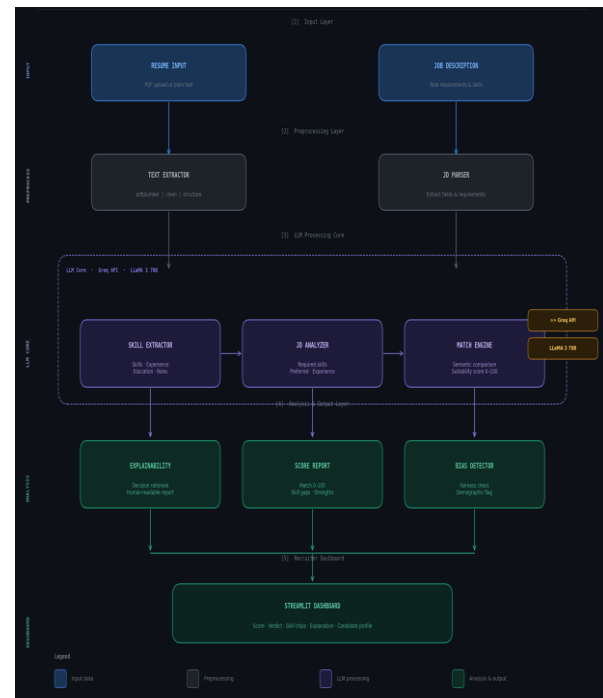 [1] Input Layer
INPUT
RESUME INPUT
PDF upload or plain text
JOB DESCRIPTION
Role requirements & skills
[2] Preprocessing Layer
PREPROCESS
TEXT EXTRACTOR
pdfplumber | clean | structure
JD PARSER
Extract fields & requirements
[3] LLM Processing Core
LLM Core · Groq API · LLaMA 3 70B
LLM CORE
SKILL EXTRACTOR
Skills · Experience
Education · Roles
JD ANALYZER
Required skills
Preferred · Experience
MATCH ENGINE
Semantic comparison
Suitability score 0-100
>> Groq API
LLaMA 3 70B
[4] Analysis & Output Layer
ANALYSIS
EXPLAINABILITY
Decision rationale
Human-readable report
SCORE REPORT
Match 0-100
Skill gaps · Strengths
BIAS DETECTOR
Fairness check
Demographic flag
[5] Recruiter Dashboard
DASHBOARD
STREAMLIT DASHBOARD
Score · Verdict · Skill chips · Explanation · Candidate profile
Legend
Input data
Preprocessing
LLM processing
Analysis & output